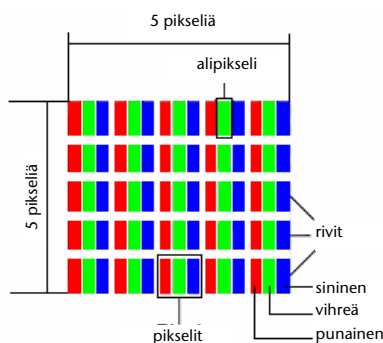 5 pikseliä
alipikseli
5 pikseliä
rivit
sininen
vihreä
pikselit
punainen